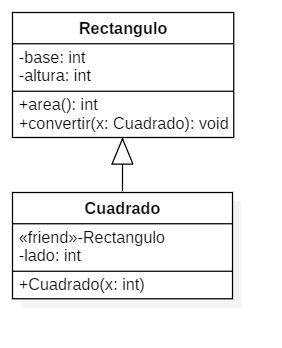 Rectangulo
-base: int
-altura: int
+area(): int
+convertir(x: Cuadrado): void
Cuadrado
«friend»-Rectangulo
-lado: int
+Cuadrado(x: int)